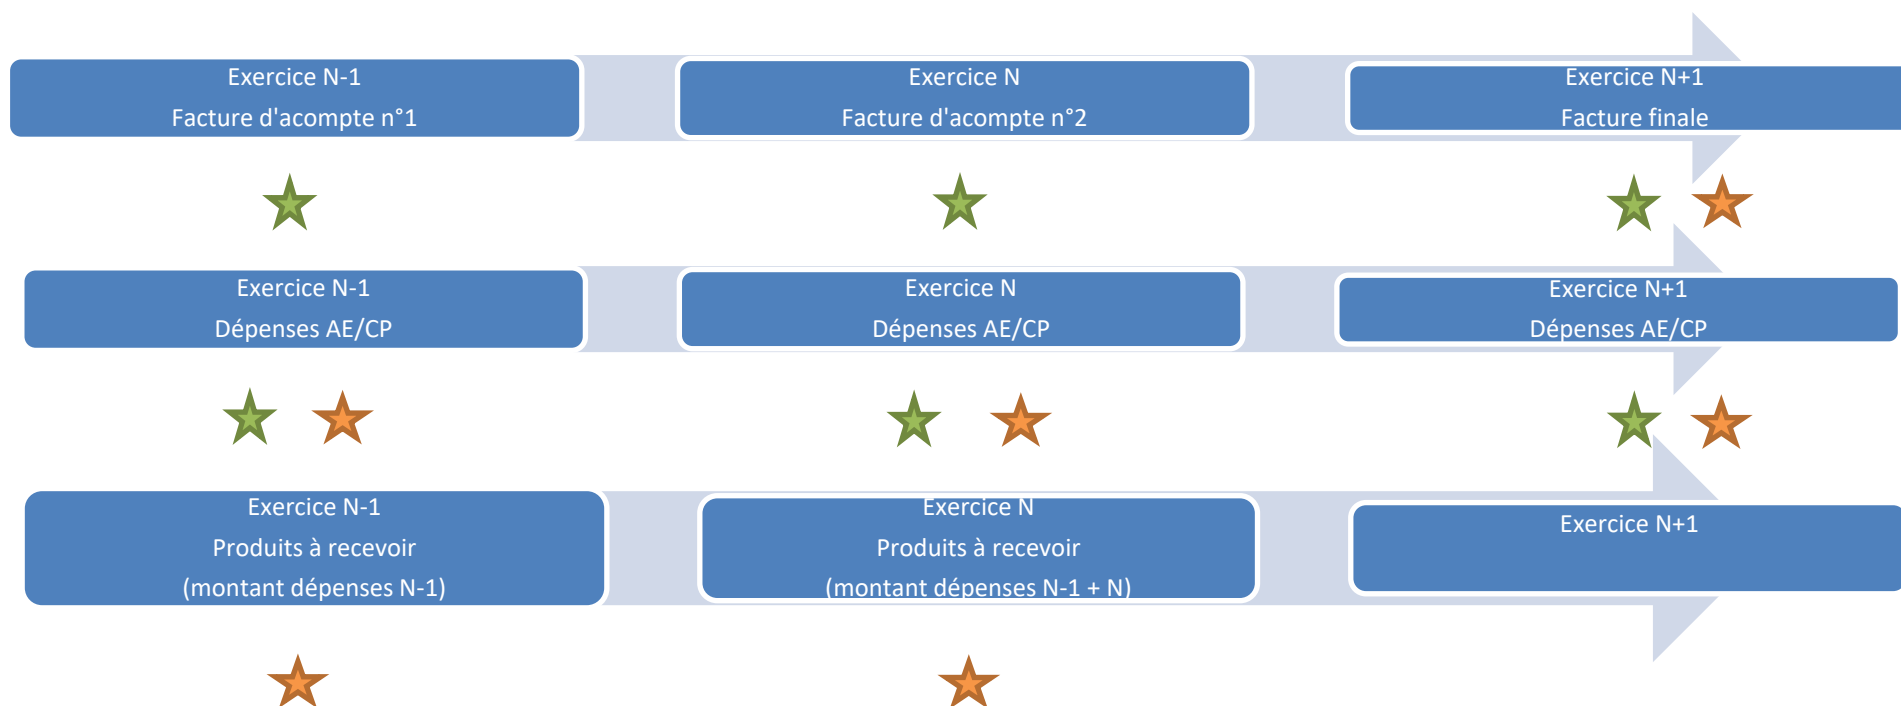 Exercice N-1
Facture d'acompte n°1
Exercice N
Facture d'acompte n°2
Exercice N+1
Facture finale
Exercice N-1
Dépenses AE/CP
Exercice N
Dépenses AE/CP
Exercice N+1
Dépenses AE/CP
Exercice N-1
Produits à recevoir
(montant dépenses N-1)
Exercice N
Produits à recevoir
(montant dépenses N-1 + N)
Exercice N+1